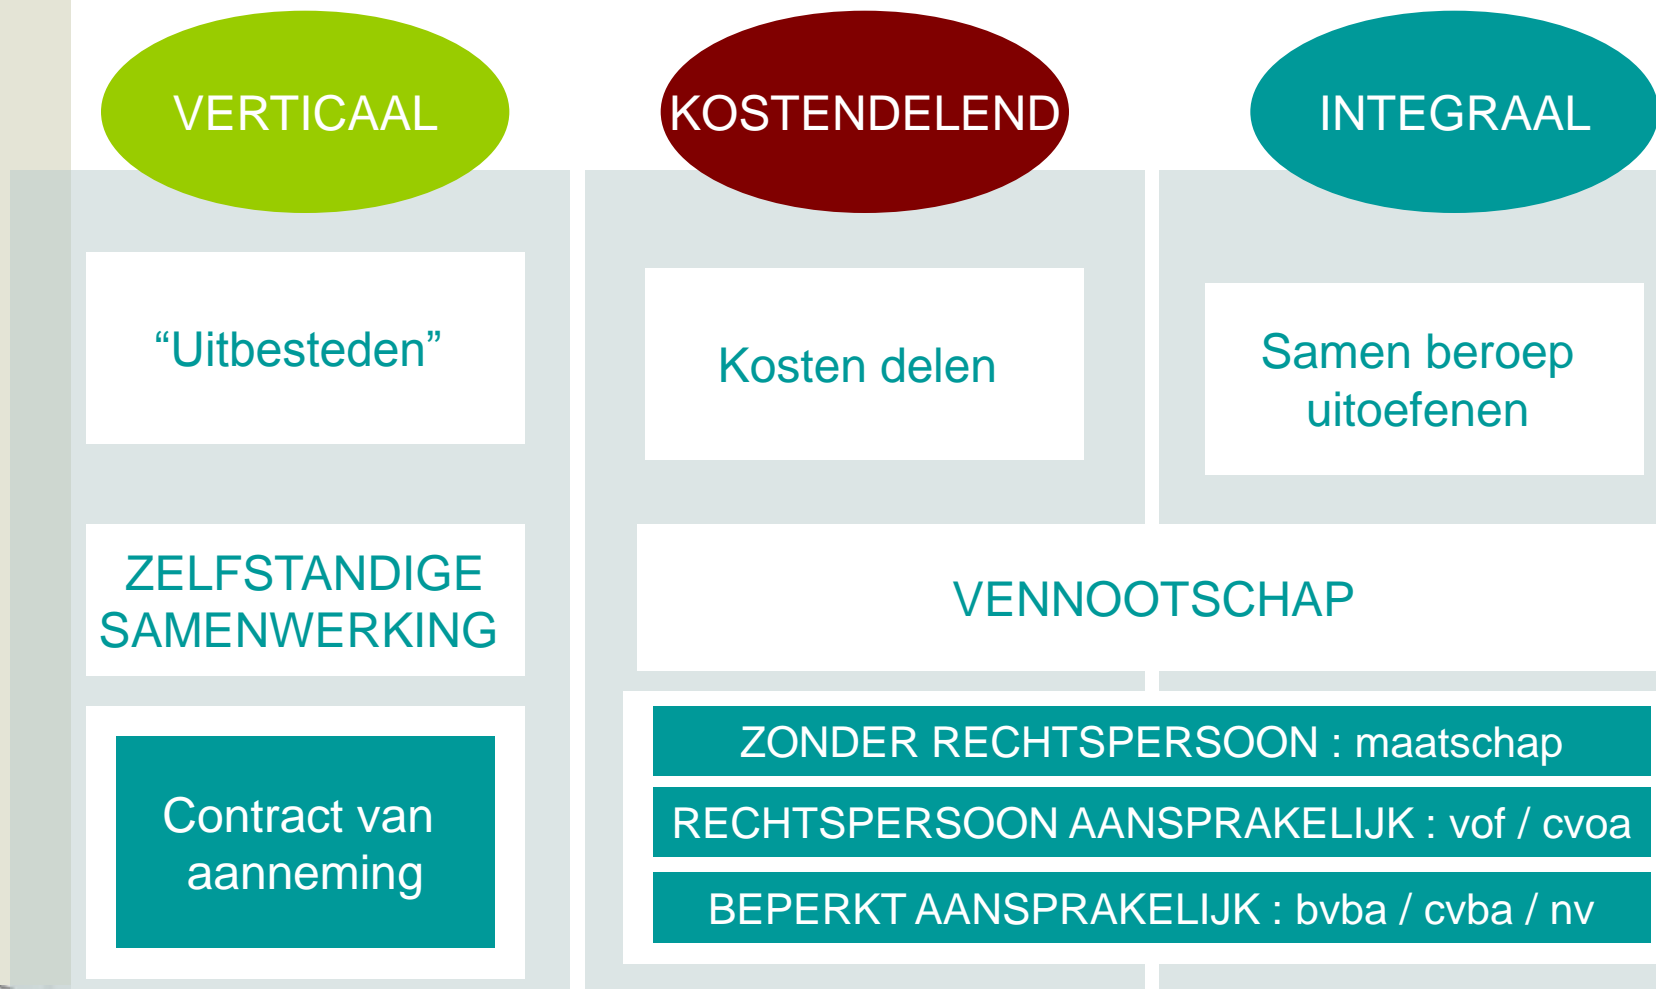 VERTICAAL
KOSTENDELEND
INTEGRAAL
“Uitbesteden”
Kosten delen
Samen beroep
uitoefenen
ZELFSTANDIGE
SAMENWERKING
VENNOOTSCHAP
Contract van
aanneming
ZONDER RECHTSPERSOON : maatschap
RECHTSPERSOON AANSPRAKELIJK : vof / cvoa
BEPERKT AANSPRAKELIJK : bvba / cvba / nv